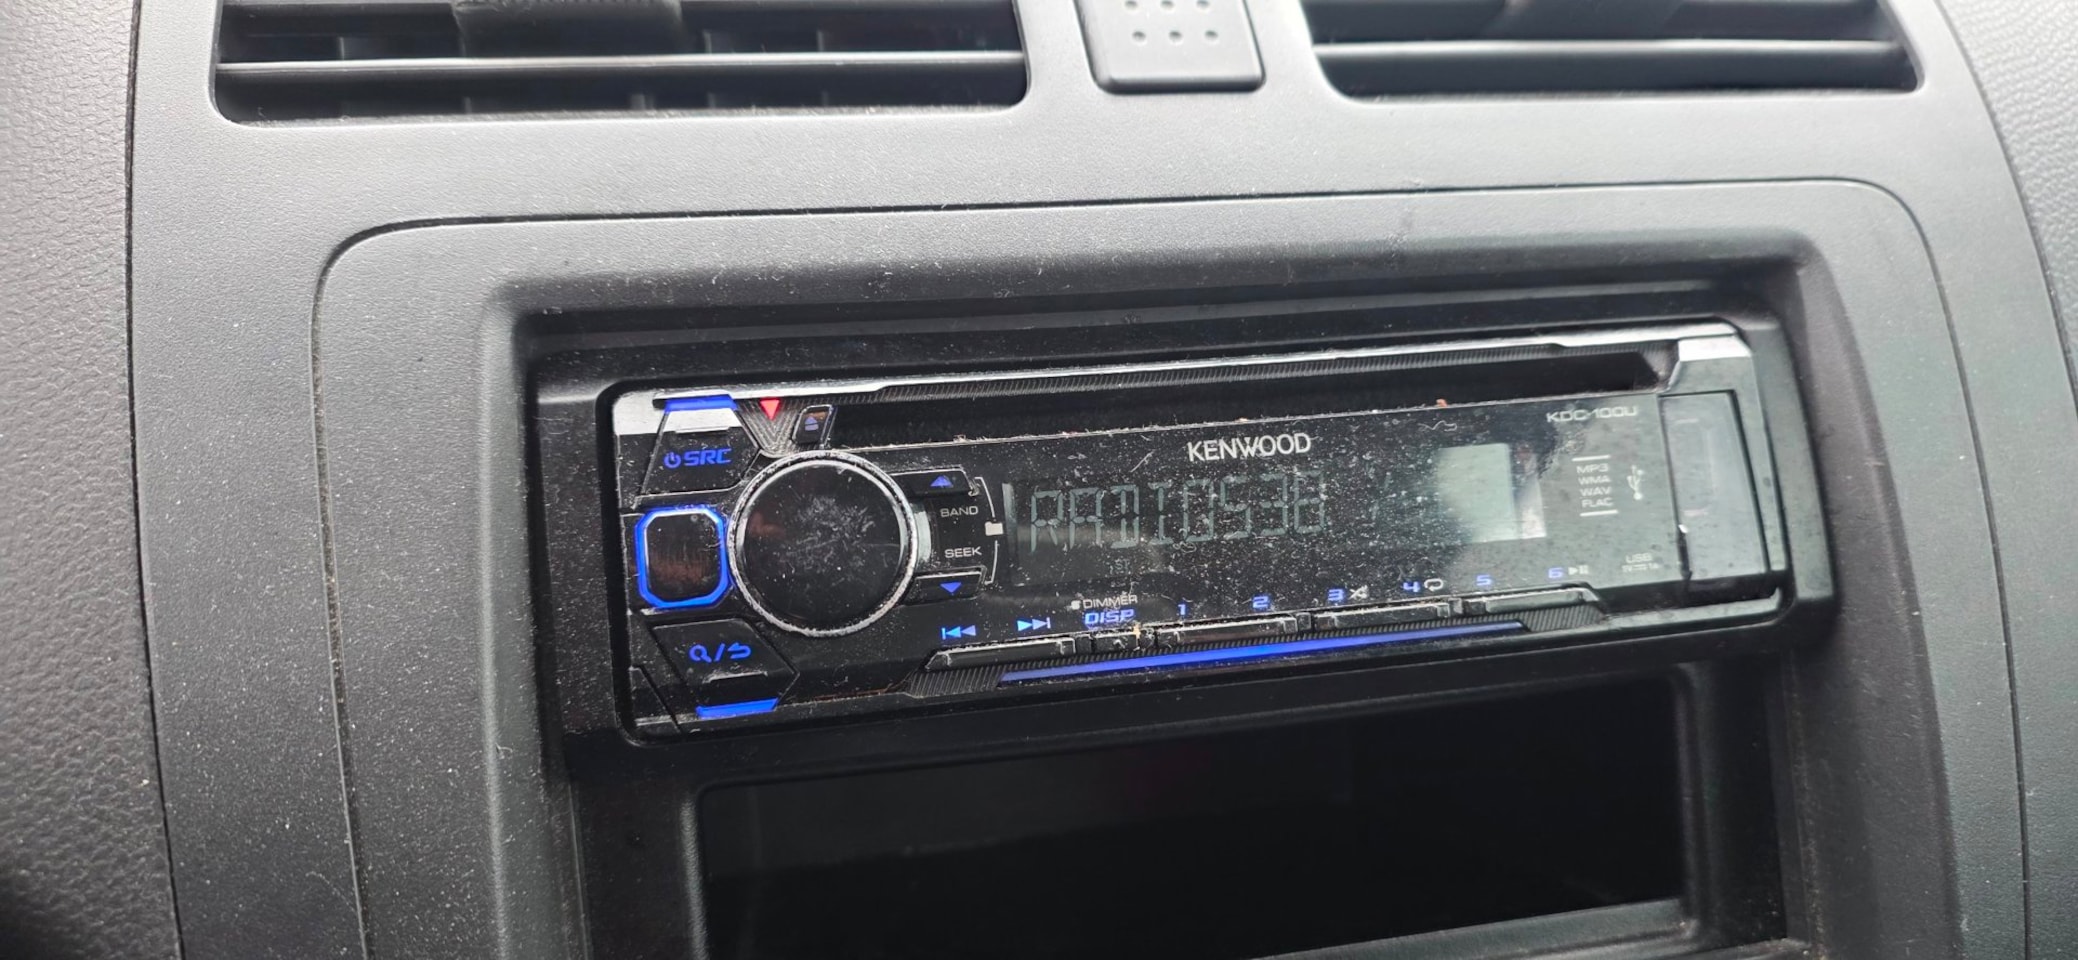 KENWOOD
KDC-100U
SRC
BAND
SEEK
RADIO538
ST
MP3
WMA
WAV
FLAC
USB
DIMMER
DISP
1
2
3
4
5
6